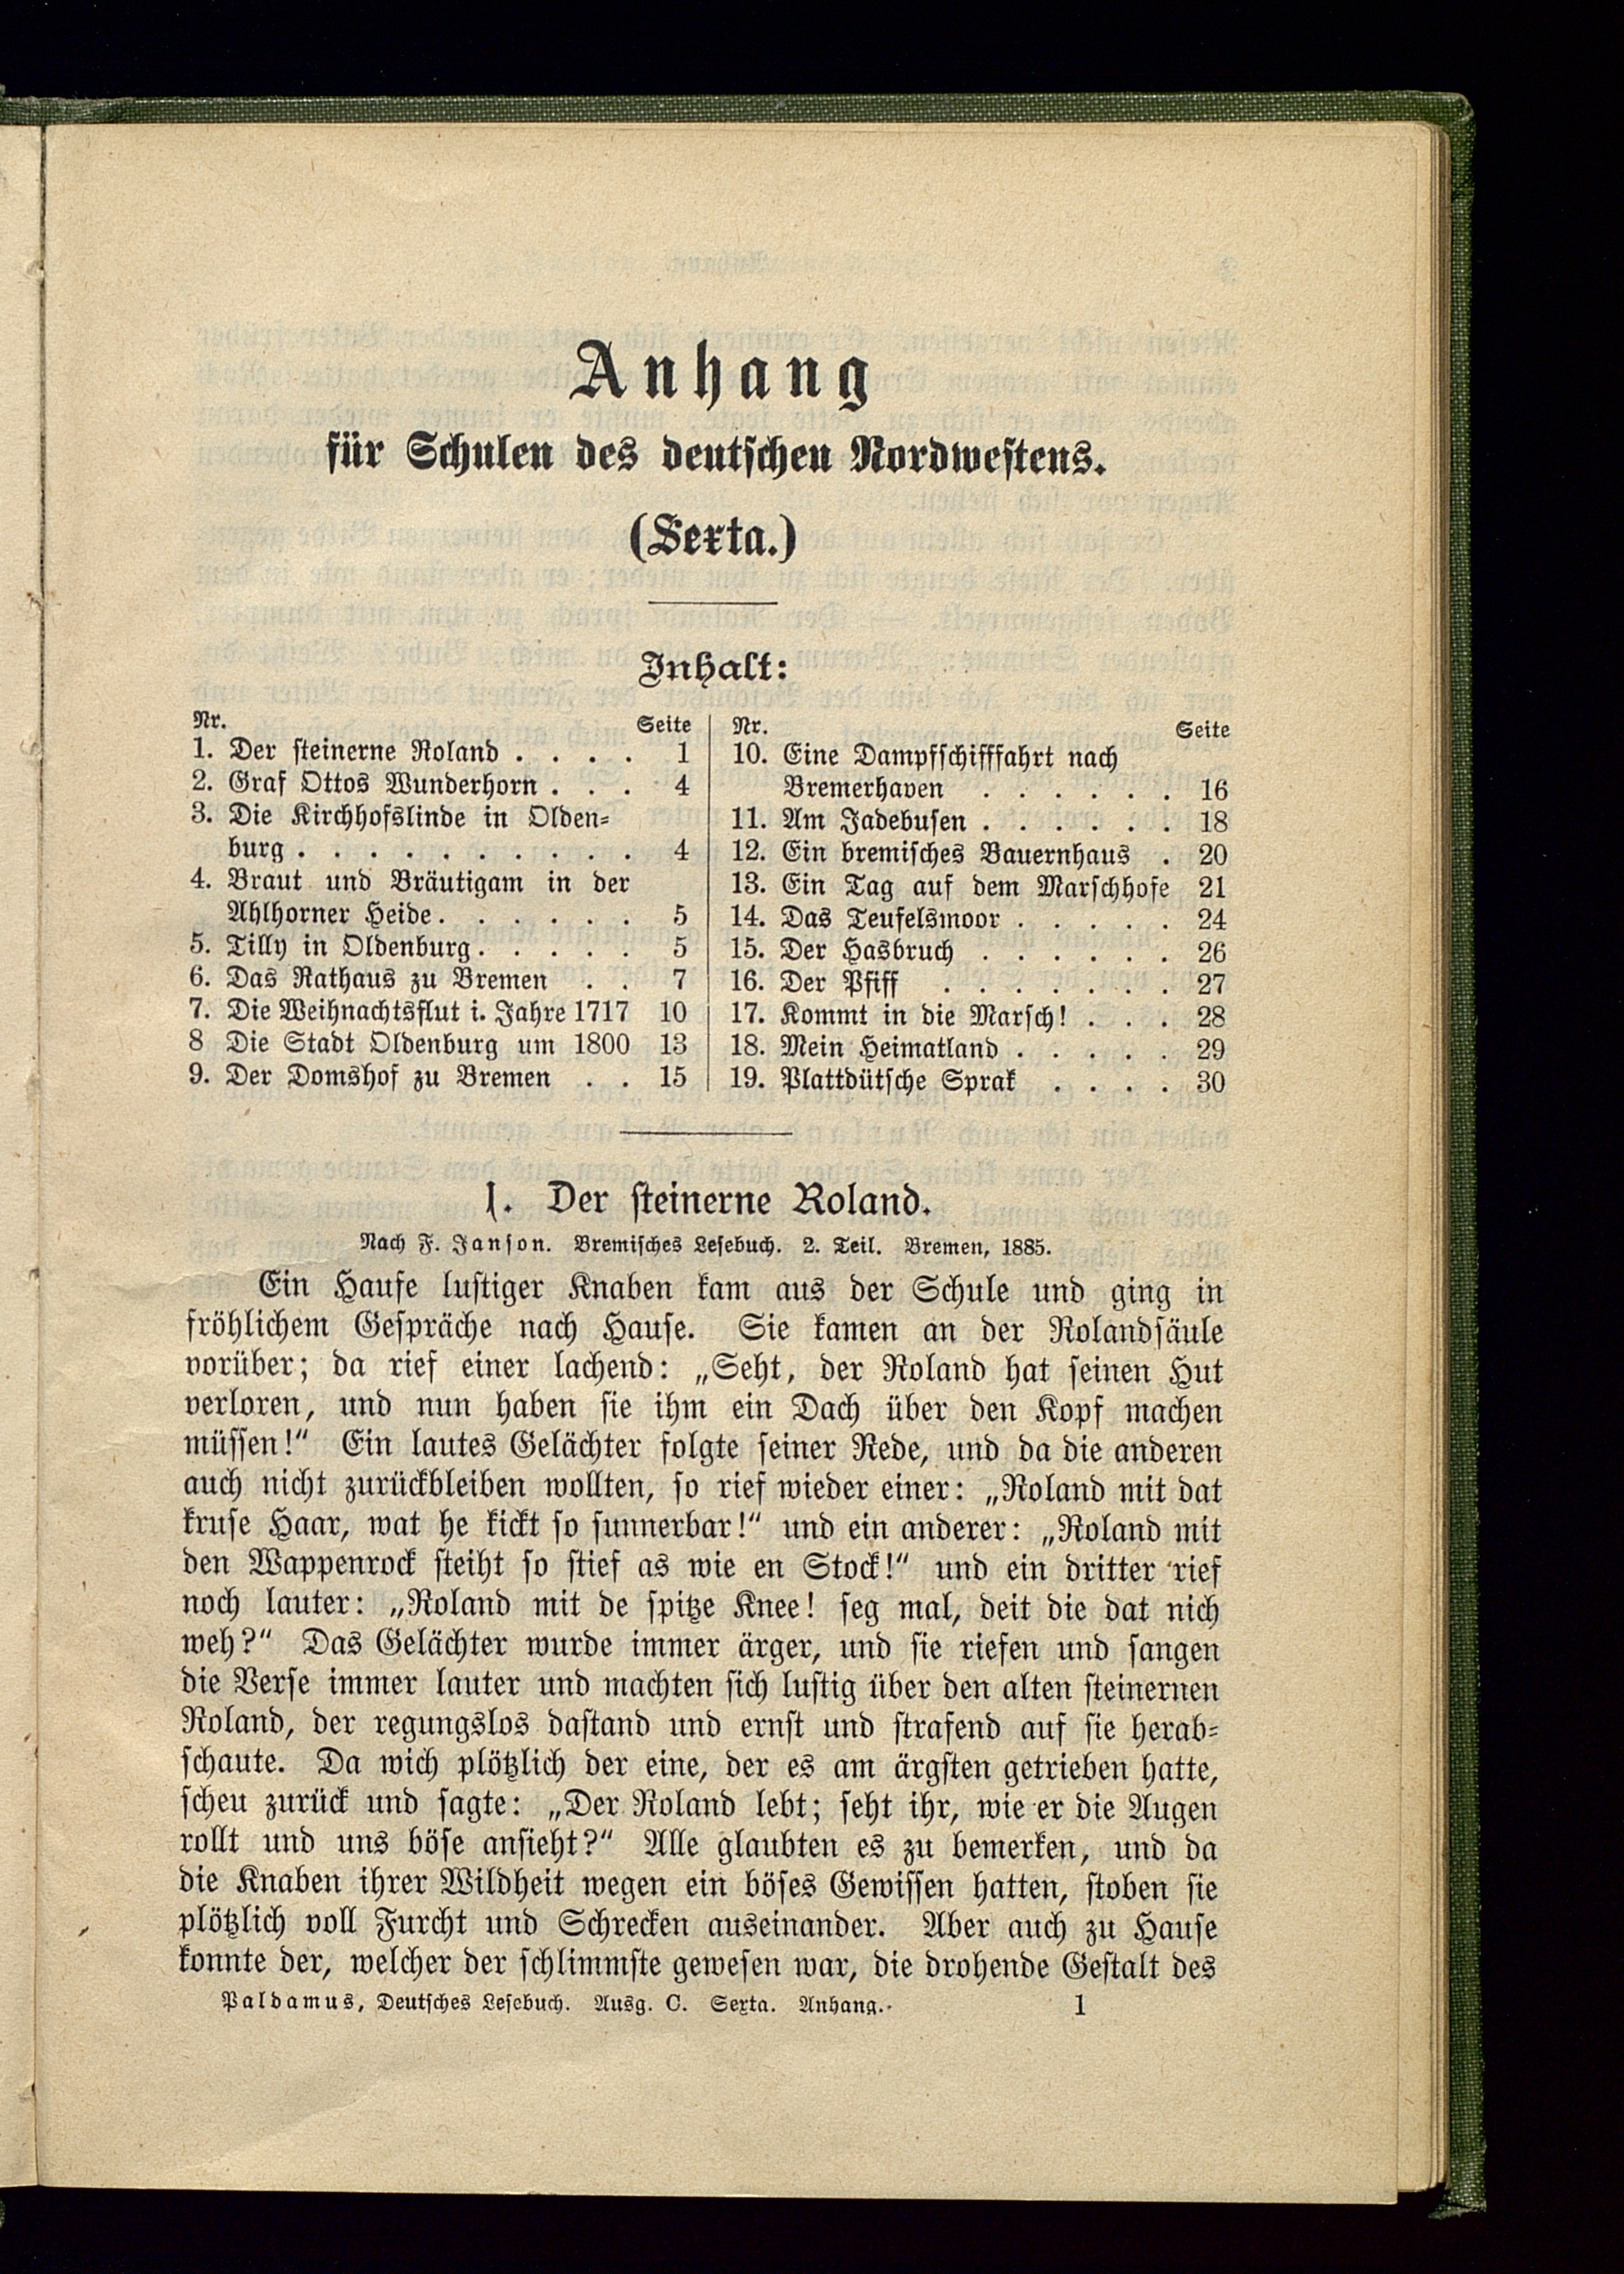 Anhang
für Schulen des deutschen Nordwestens.
(Sexta.)
Inhalt:
Nr. Seite
1. Der steinerne Roland . . . . 1
2. Graf Ottos Wunderhorn . . . 4
3. Die Kirchhofslinde in Olden-
burg . . . . . . . . . . 4
4. Braut und Bräutigam in der
Ahlhorner Heide . . . . . . 5
5. Tilly in Oldenburg . . . . . 5
6. Das Rathaus zu Bremen . . 7
7. Die Weihnachtsflut i. Jahre 1717 10
8 Die Stadt Oldenburg um 1800 13
9. Der Domshof zu Bremen . . 15
Nr. Seite
10. Eine Dampfschifffahrt nach
Bremerhaven . . . . . . 16
11. Am Jadebusen . . . . . . 18
12. Ein bremisches Bauernhaus . 20
13. Ein Tag auf dem Marschhofe 21
14. Das Teufelsmoor . . . . . 24
15. Der Hasbruch . . . . . . 26
16. Der Pfiff . . . . . . . 27
17. Kommt in die Marsch! . . . 28
18. Mein Heimatland . . . . . 29
19. Plattdütsche Sprak . . . . 30
1. Der steinerne Roland.
Nach F. Janson. Bremisches Lesebuch. 2. Teil. Bremen, 1885.
Ein Haufe lustiger Knaben kam aus der Schule und ging in
fröhlichem Gespräche nach Hause. Sie kamen an der Rolandsäule
vorüber; da rief einer lachend: „Seht, der Roland hat seinen Hut
verloren, und nun haben sie ihm ein Dach über den Kopf machen
müssen!“ Ein lautes Gelächter folgte seiner Rede, und da die anderen
auch nicht zurückbleiben wollten, so rief wieder einer: „Roland mit dat
kruse Haar, wat he kickt so sunnerbar!“ und ein anderer: „Roland mit
den Wappenrock steiht so stief as wie en Stock!“ und ein dritter rief
noch lauter: „Roland mit de spitze Knee! seg mal, deit die dat nich
weh?“ Das Gelächter wurde immer ärger, und sie riefen und sangen
die Verse immer lauter und machten sich lustig über den alten steinernen
Roland, der regungslos dastand und ernst und strafend auf sie herab-
schaute. Da wich plötzlich der eine, der es am ärgsten getrieben hatte,
scheu zurück und sagte: „Der Roland lebt; seht ihr, wie er die Augen
rollt und uns böse ansieht?“ Alle glaubten es zu bemerken, und da
die Knaben ihrer Wildheit wegen ein böses Gewissen hatten, stoben sie
plötzlich voll Furcht und Schrecken auseinander. Aber auch zu Hause
konnte der, welcher der schlimmste gewesen war, die drohende Gestalt des
Paldamus, Deutsches Lesebuch. Ausg. C. Sexta. Anhang. 1